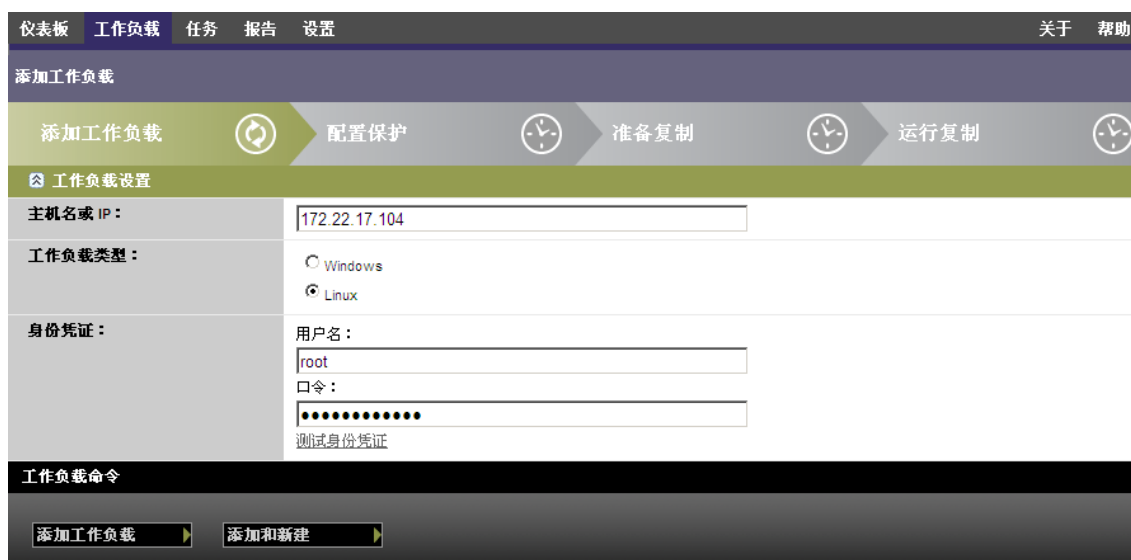 仪表板 工作负载 任务 报告 设置 关于 帮助
添加工作负载
添加工作负载 配置保护 准备复制 运行复制
工作负载设置
主机名或 IP：
172.22.17.104
工作负载类型：
Windows
Linux
身份凭证：
用户名：
root
口令：
●●●●●●●●●●●●
测试身份凭证
工作负载命令
添加工作负载 添加和新建